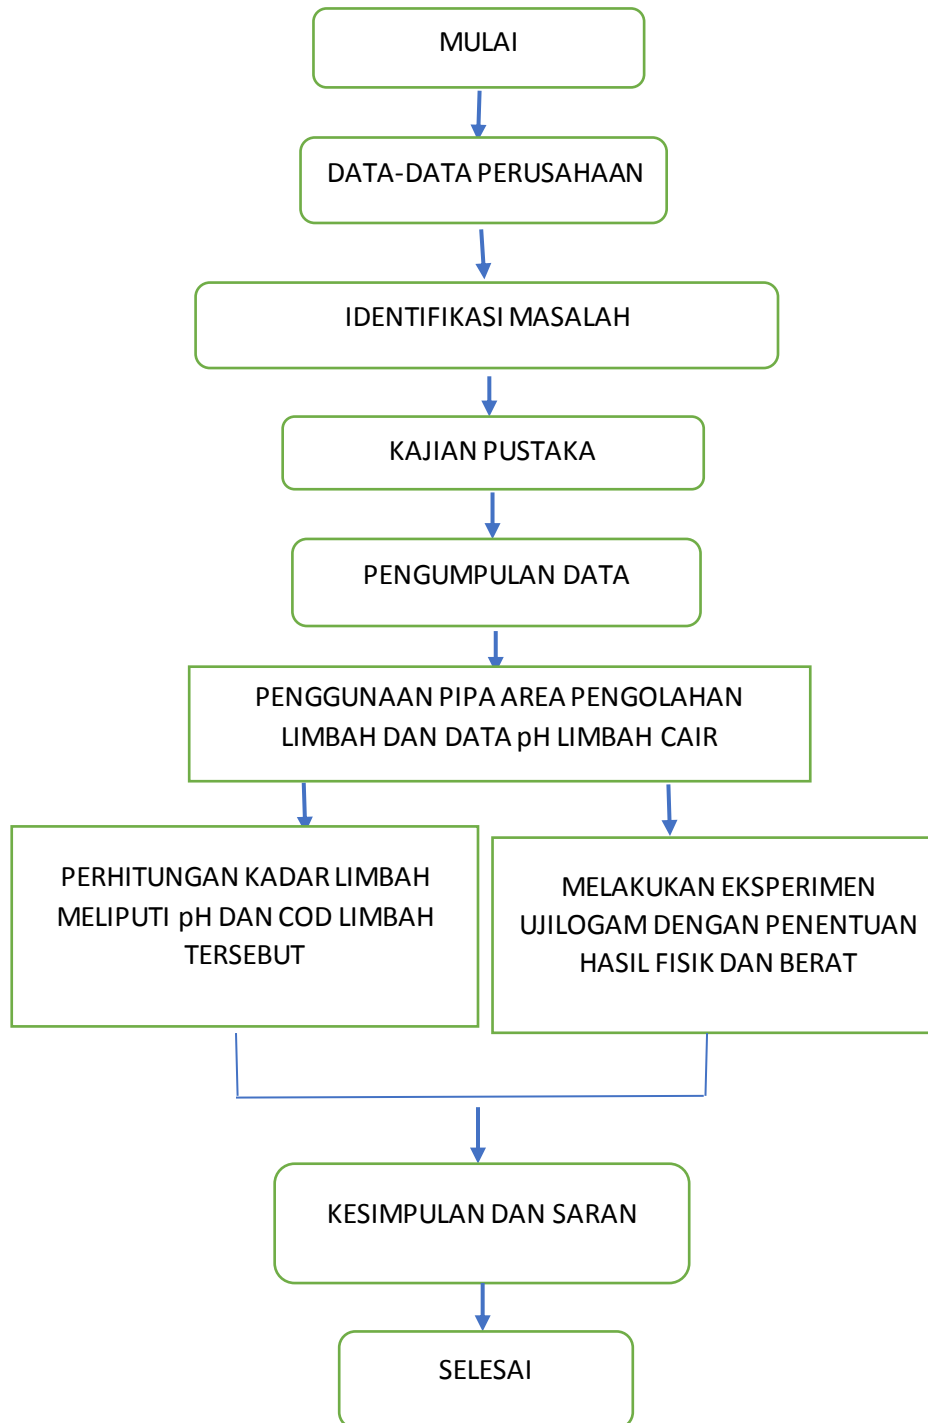 MULAI
DATA-DATA PERUSAHAAN
IDENTIFIKASI MASALAH
KAJIAN PUSTAKA
PENGUMPULAN DATA
PENGGUNAAN PIPA AREA PENGOLAHAN
LIMBAH DAN DATA pH LIMBAH CAIR
PERHITUNGAN KADAR LIMBAH
MELIPUTI pH DAN COD LIMBAH
TERSEBUT
MELAKUKAN EKSPERIMEN
UJILOGAM DENGAN PENENTUAN
HASIL FISIK DAN BERAT
KESIMPULAN DAN SARAN
SELESAI